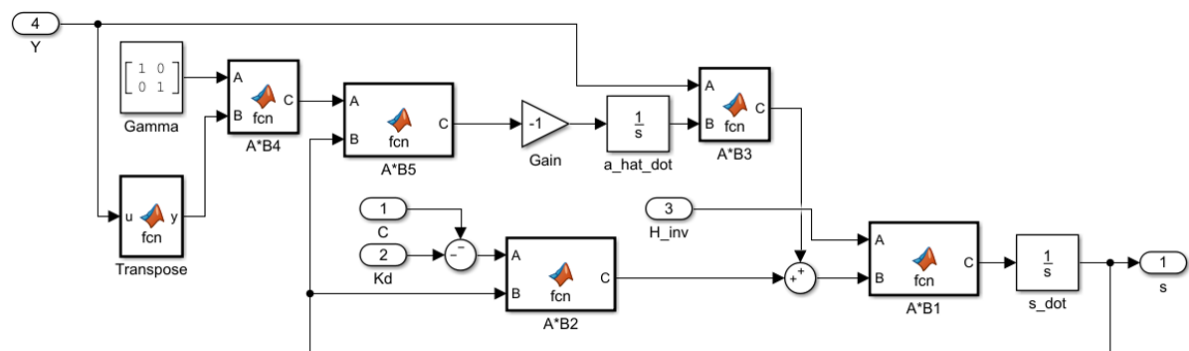 4
Y
1 0
0 1
Gamma
A
B
C
fcn
A*B4
u
y
fcn
Transpose
A
B
C
fcn
A*B5
-1
Gain
1
s
a_hat_dot
A
B
C
fcn
A*B3
1
C
2
Kd
− −
A
B
C
fcn
A*B2
3
H_inv
+ +
A
B
C
fcn
A*B1
1
s
s_dot
1
s